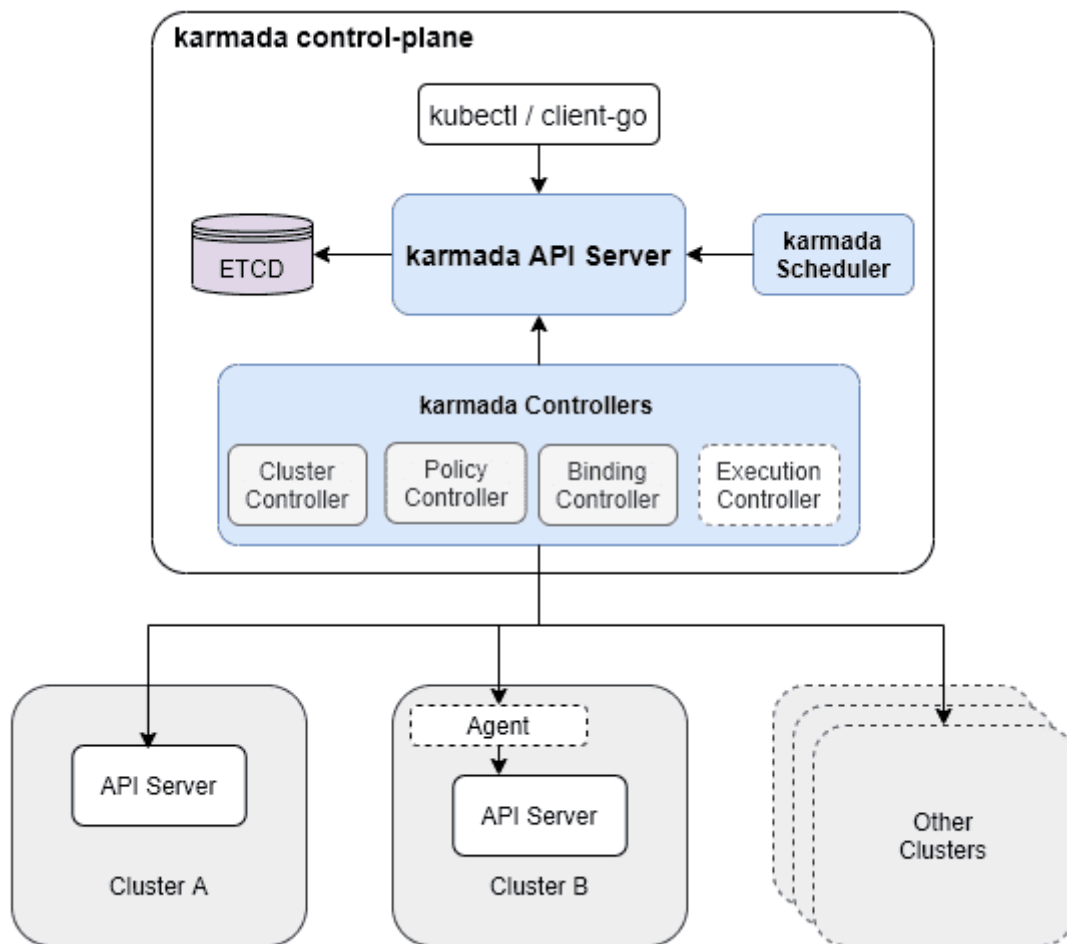 karmada control-plane
kubectl / client-go
ETCD
karmada API Server
karmada
Scheduler
karmada Controllers
Cluster
Controller
Policy
Controller
Binding
Controller
Execution
Controller
API Server
Cluster A
Agent
API Server
Cluster B
Other
Clusters